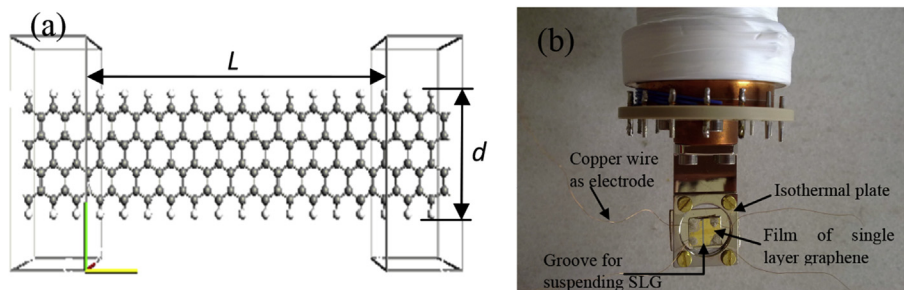 (a)
L
d
(b)
Copper wire
as electrode
Isothermal plate
Film of single
layer graphene
Groove for
suspending SLG